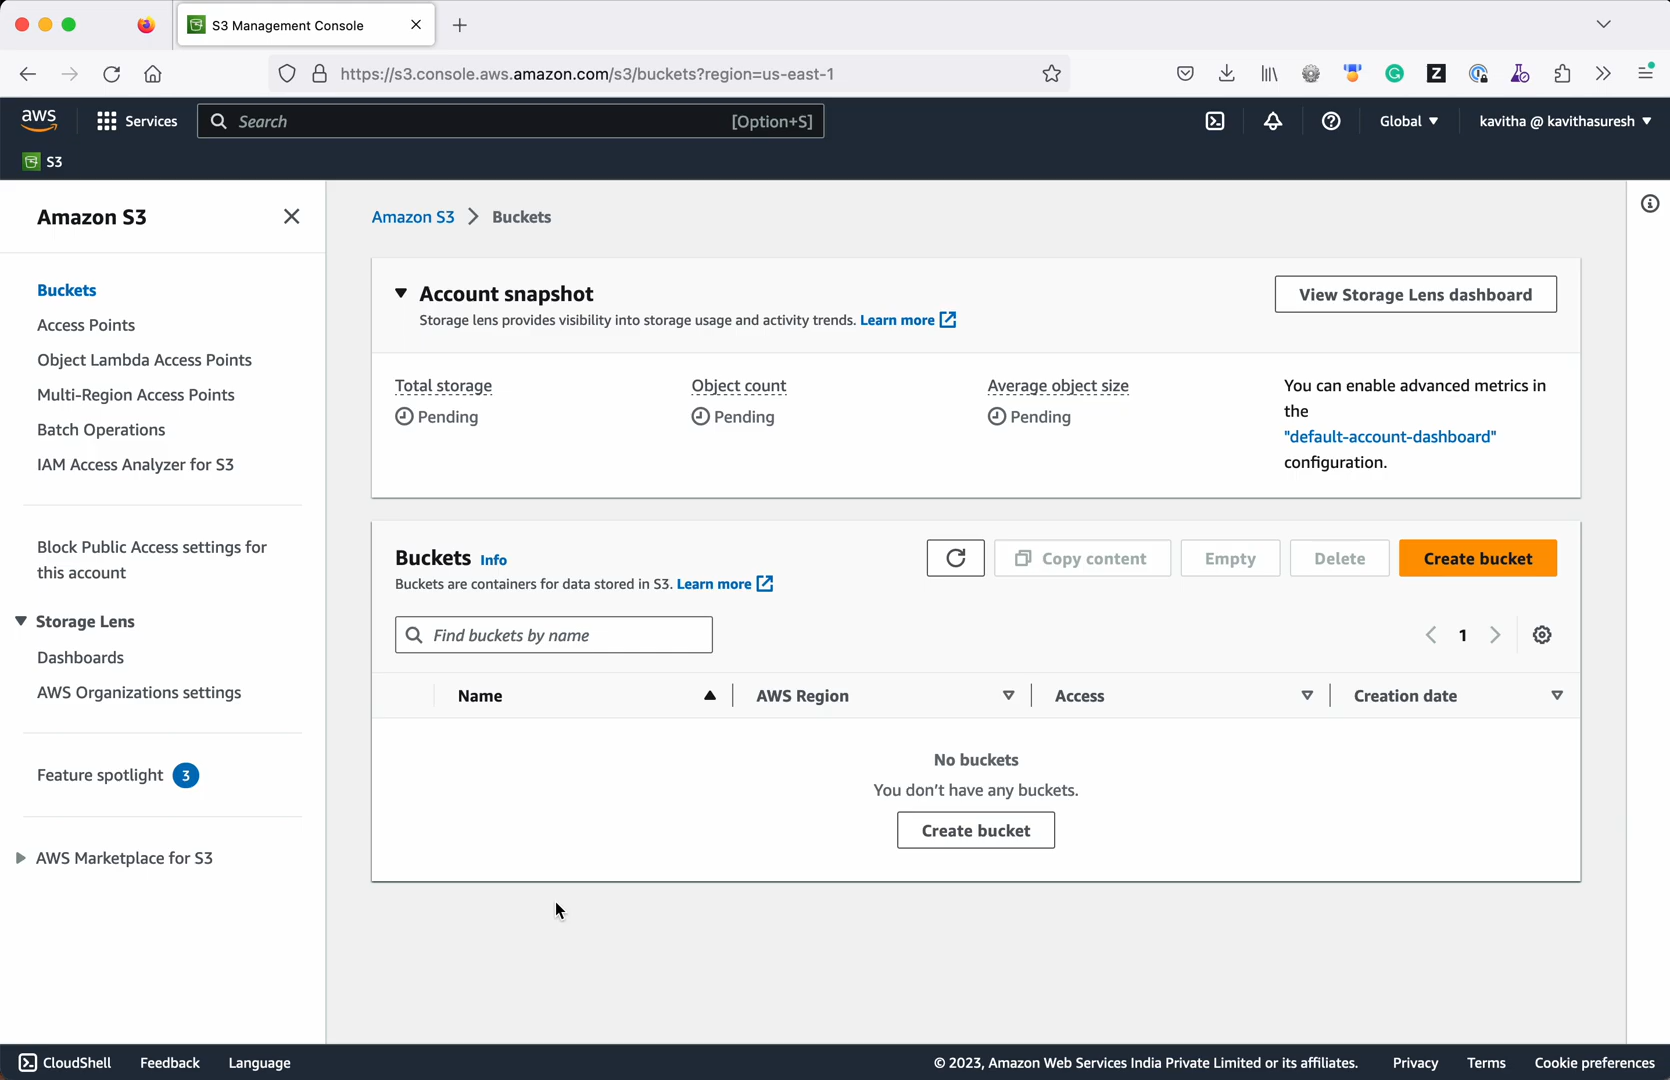 S3 Management Console
https://s3.console.aws.amazon.com/s3/buckets?region=us-east-1
aws
Services
Search
[Option+S]
Global
kavitha @ kavithasuresh
S3
Amazon S3
Buckets
Access Points
Object Lambda Access Points
Multi-Region Access Points
Batch Operations
IAM Access Analyzer for S3
Block Public Access settings for
this account
Storage Lens
Dashboards
AWS Organizations settings
Feature spotlight 3
AWS Marketplace for S3
Amazon S3 > Buckets
Account snapshot
Storage lens provides visibility into storage usage and activity trends. Learn more
View Storage Lens dashboard
Total storage
Pending
Object count
Pending
Average object size
Pending
You can enable advanced metrics in
the
"default-account-dashboard"
configuration.
Buckets Info
Buckets are containers for data stored in S3. Learn more
Copy content
Empty
Delete
Create bucket
Find buckets by name
1
Name
AWS Region
Access
Creation date
No buckets
You don't have any buckets.
Create bucket
CloudShell
Feedback
Language
© 2023, Amazon Web Services India Private Limited or its affiliates.
Privacy
Terms
Cookie preferences